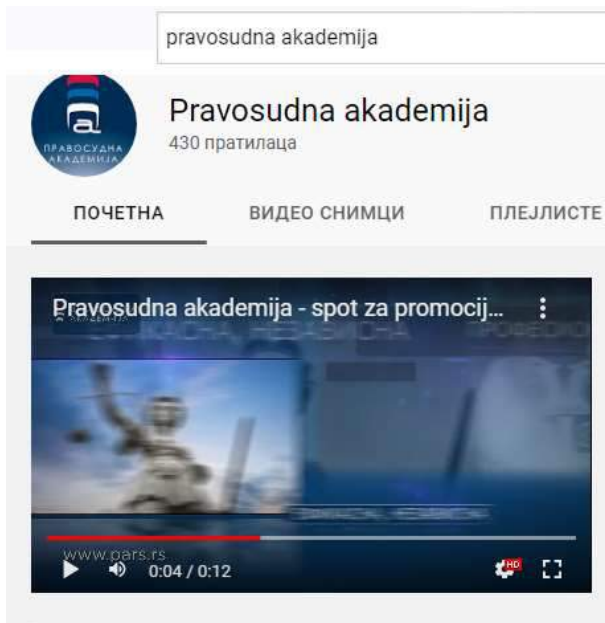 pravosudna akademija
ПРАВОСУДНА
АКАДЕМИЈА
Pravosudna akademija
430 пратилаца
ПОЧЕТНА
ВИДЕО СНИМЦИ
ПЛЕЈЛИСТЕ
Pravosudna akademija - spot za promocij...
www.pars.rs
0:04 / 0:12
HD